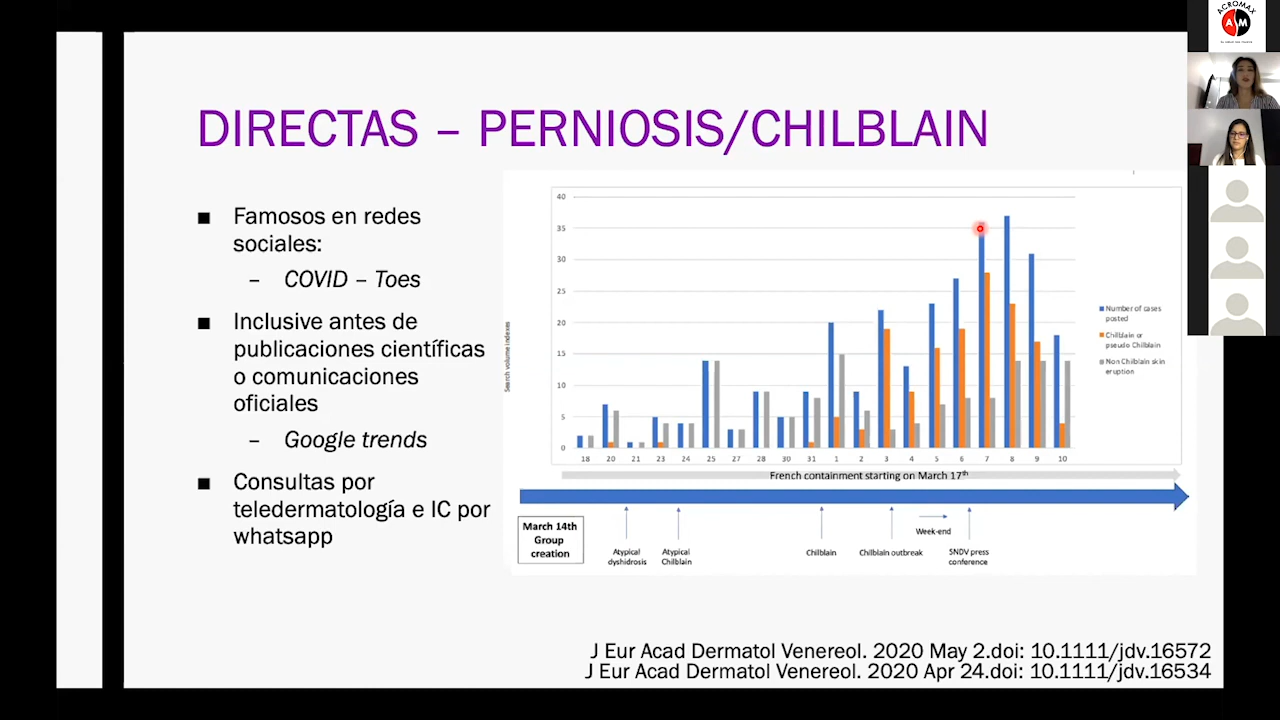 ACROMAX
DIRECTAS – PERNIOSIS/CHILBLAIN
■ Famosos en redes
sociales:
– COVID – Toes
■ Inclusive antes de
publicaciones científicas
o comunicaciones
oficiales
– Google trends
■ Consultas por
teledermatología e IC por
whatsapp
Search volume indexes
40
35
30
25
20
15
10
5
0
18 20 21 23 24 25 27 28 30 31 1 2 3 4 5 6 7 8 9 10
Number of cases
posted
Chilblain or
pseudo Chilblain
Non Chilblain skin
eruption
French containment starting on March 17th
March 14th
Group
creation
Atypical
dyshidrosis
Atypical
Chilblain
Chilblain
Chilblain outbreak
Week-end
SNDV press
conference
J Eur Acad Dermatol Venereol. 2020 May 2.doi: 10.1111/jdv.16572
J Eur Acad Dermatol Venereol. 2020 Apr 24.doi: 10.1111/jdv.16534